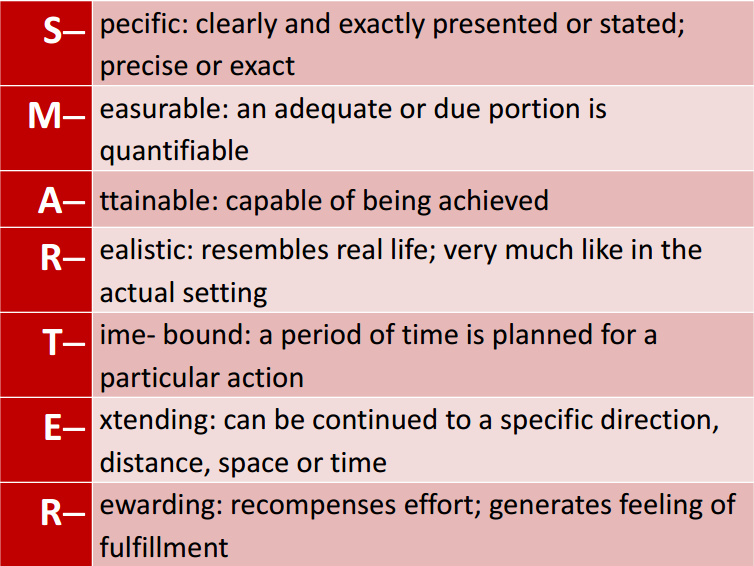 S– pecific: clearly and exactly presented or stated;
precise or exact
M– easurable: an adequate or due portion is
quantifiable
A– ttainable: capable of being achieved
R– ealistic: resembles real life; very much like in the
actual setting
T– ime- bound: a period of time is planned for a
particular action
E– xtending: can be continued to a specific direction,
distance, space or time
R– ewarding: recompenses effort; generates feeling of
fulfillment